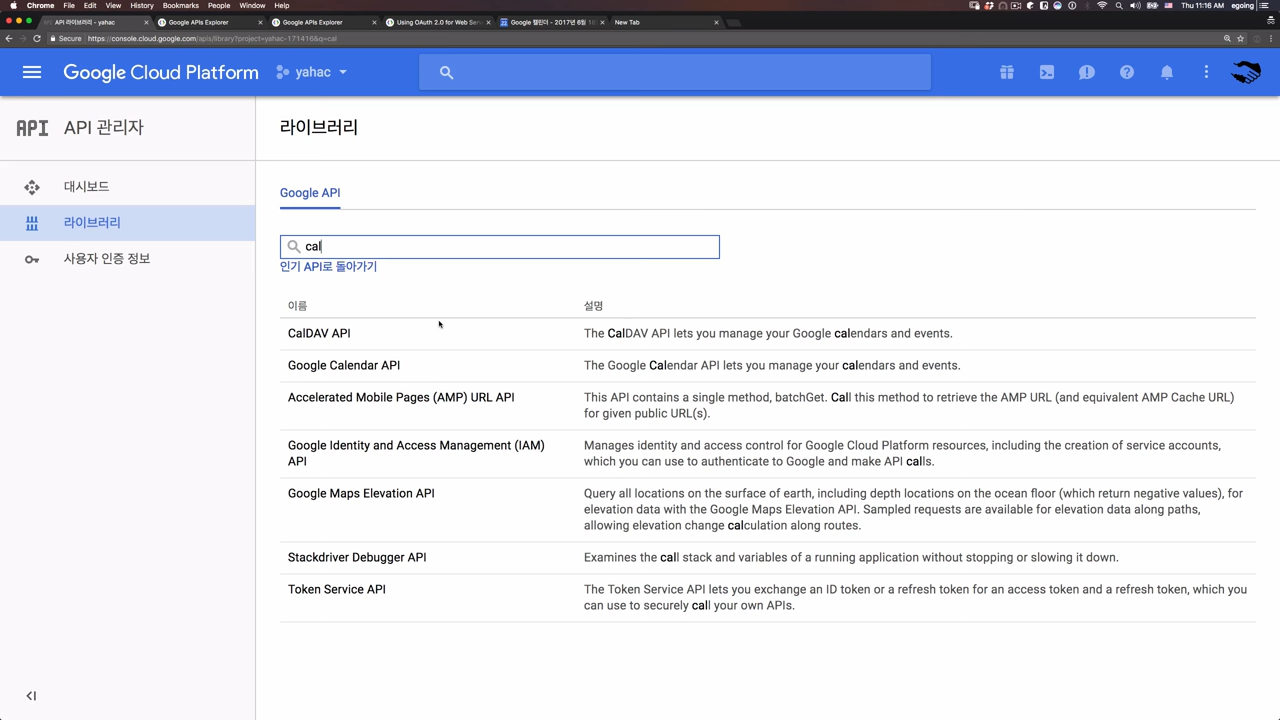 Chrome File Edit View History Bookmarks People Window Help
Thu 11:16 AM egoing
API 라이브러리 - yahac
Google APIs Explorer
Google APIs Explorer
Using OAuth 2.0 for Web Serv
Google 캘린더 - 2017년 6월 18
New Tab
Secure https://console.cloud.google.com/apis/library?project=yahac-171416&q=cal
Google Cloud Platform
yahac
API API 관리자
대시보드
라이브러리
사용자 인증 정보
라이브러리
Google API
cal
인기 API로 돌아가기
이름 설명
CalDAV API The CalDAV API lets you manage your Google calendars and events.
Google Calendar API The Google Calendar API lets you manage your calendars and events.
Accelerated Mobile Pages (AMP) URL API This API contains a single method, batchGet. Call this method to retrieve the AMP URL (and equivalent AMP Cache URL)
for given public URL(s).
Google Identity and Access Management (IAM) Manages identity and access control for Google Cloud Platform resources, including the creation of service accounts,
API which you can use to authenticate to Google and make API calls.
Google Maps Elevation API Query all locations on the surface of earth, including depth locations on the ocean floor (which return negative values), for
elevation data with the Google Maps Elevation API. Sampled requests are available for elevation data along paths,
allowing elevation change calculation along routes.
Stackdriver Debugger API Examines the call stack and variables of a running application without stopping or slowing it down.
Token Service API The Token Service API lets you exchange an ID token or a refresh token for an access token and a refresh token, which you
can use to securely call your own APIs.